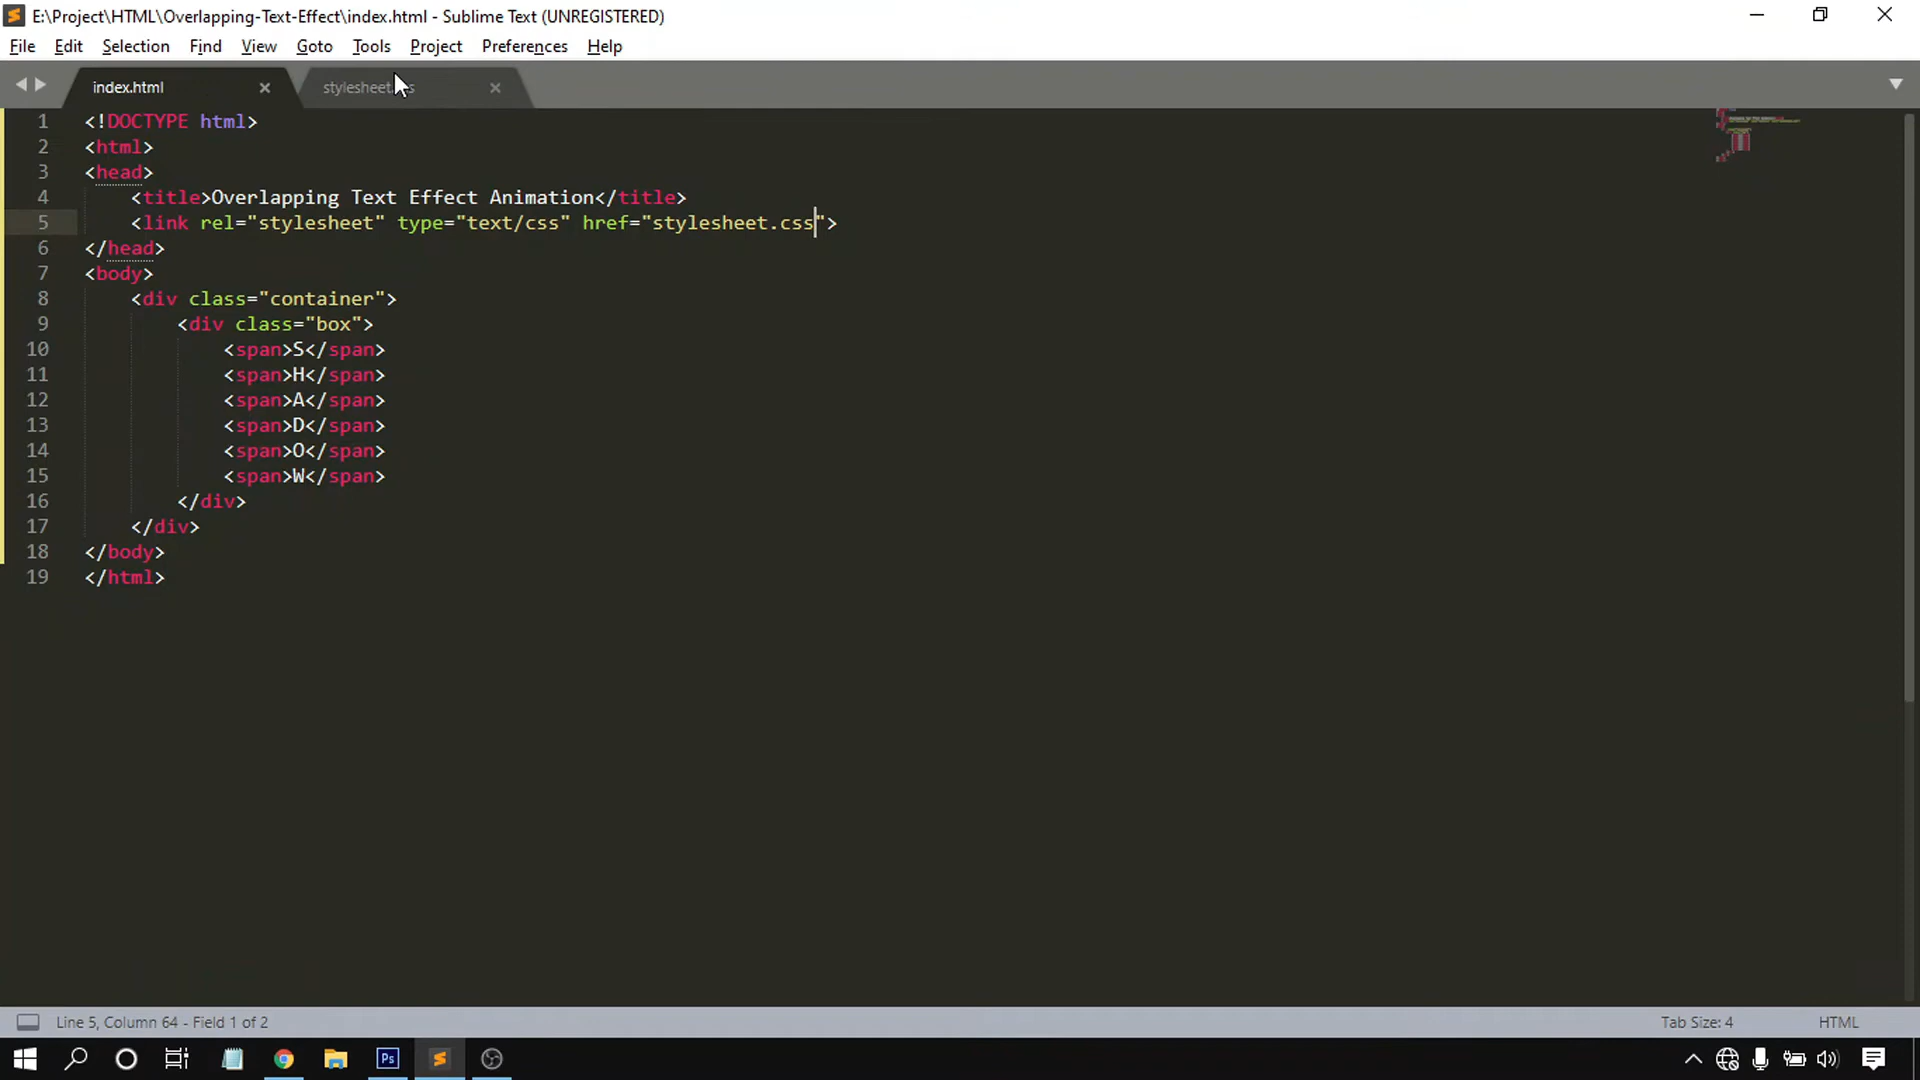 E:\Project\HTML\Overlapping-Text-Effect\index.html - Sublime Text (UNREGISTERED)
File Edit Selection Find View Goto Tools Project Preferences Help
index.html
1 <!DOCTYPE html>
2 <html>
3 <head>
4 <title>Overlapping Text Effect Animation</title>
5 <link rel="stylesheet" type="text/css" href="stylesheet.css">
6 </head>
7 <body>
8 <div class="container">
9 <div class="box">
10 <span>S</span>
11 <span>H</span>
12 <span>A</span>
13 <span>D</span>
14 <span>O</span>
15 <span>W</span>
16 </div>
17 </div>
18 </body>
19 </html>
Line 5, Column 64 - Field 1 of 2 Tab Size: 4 HTML
Ps